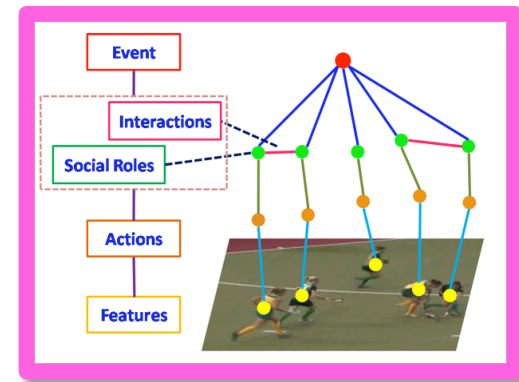 Event
Interactions
Social Roles
Actions
Features